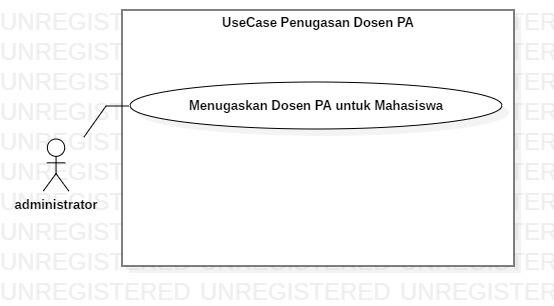 UseCase Penugasan Dosen PA
Menugaskan Dosen PA untuk Mahasiswa
administrator
UNREGISTERED UNREGISTERED UNREGISTERED